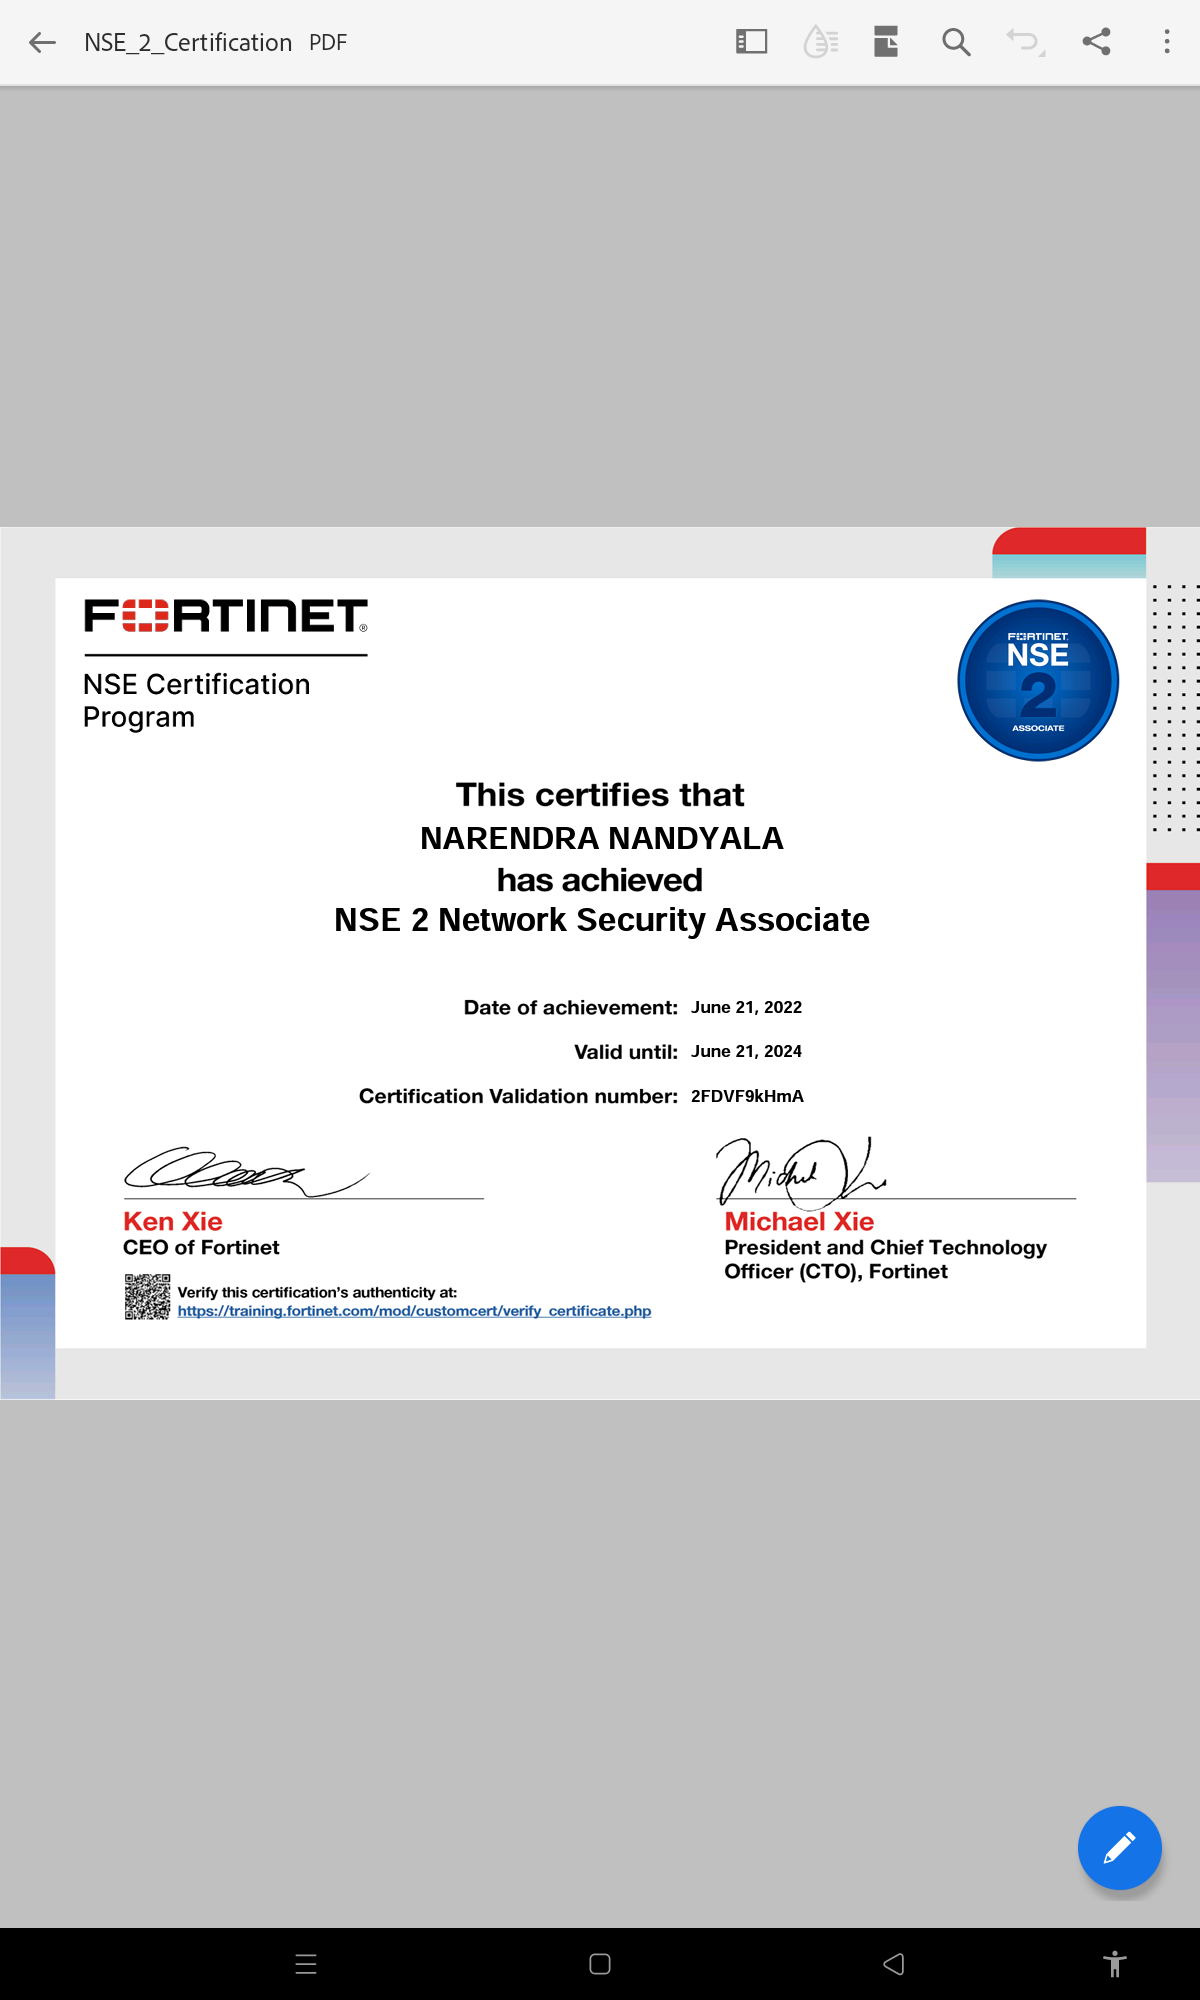 NSE_2_Certification PDF
FORTINET®
NSE Certification
Program
FORTINET
NSE
2
ASSOCIATE
This certifies that
NARENDRA NANDYALA
has achieved
NSE 2 Network Security Associate
Date of achievement: June 21, 2022
Valid until: June 21, 2024
Certification Validation number: 2FDVF9kHmA
Ken Xie
CEO of Fortinet
Michael Xie
President and Chief Technology
Officer (CTO), Fortinet
Verify this certification's authenticity at:
https://training.fortinet.com/mod/customcert/verify_certificate.php